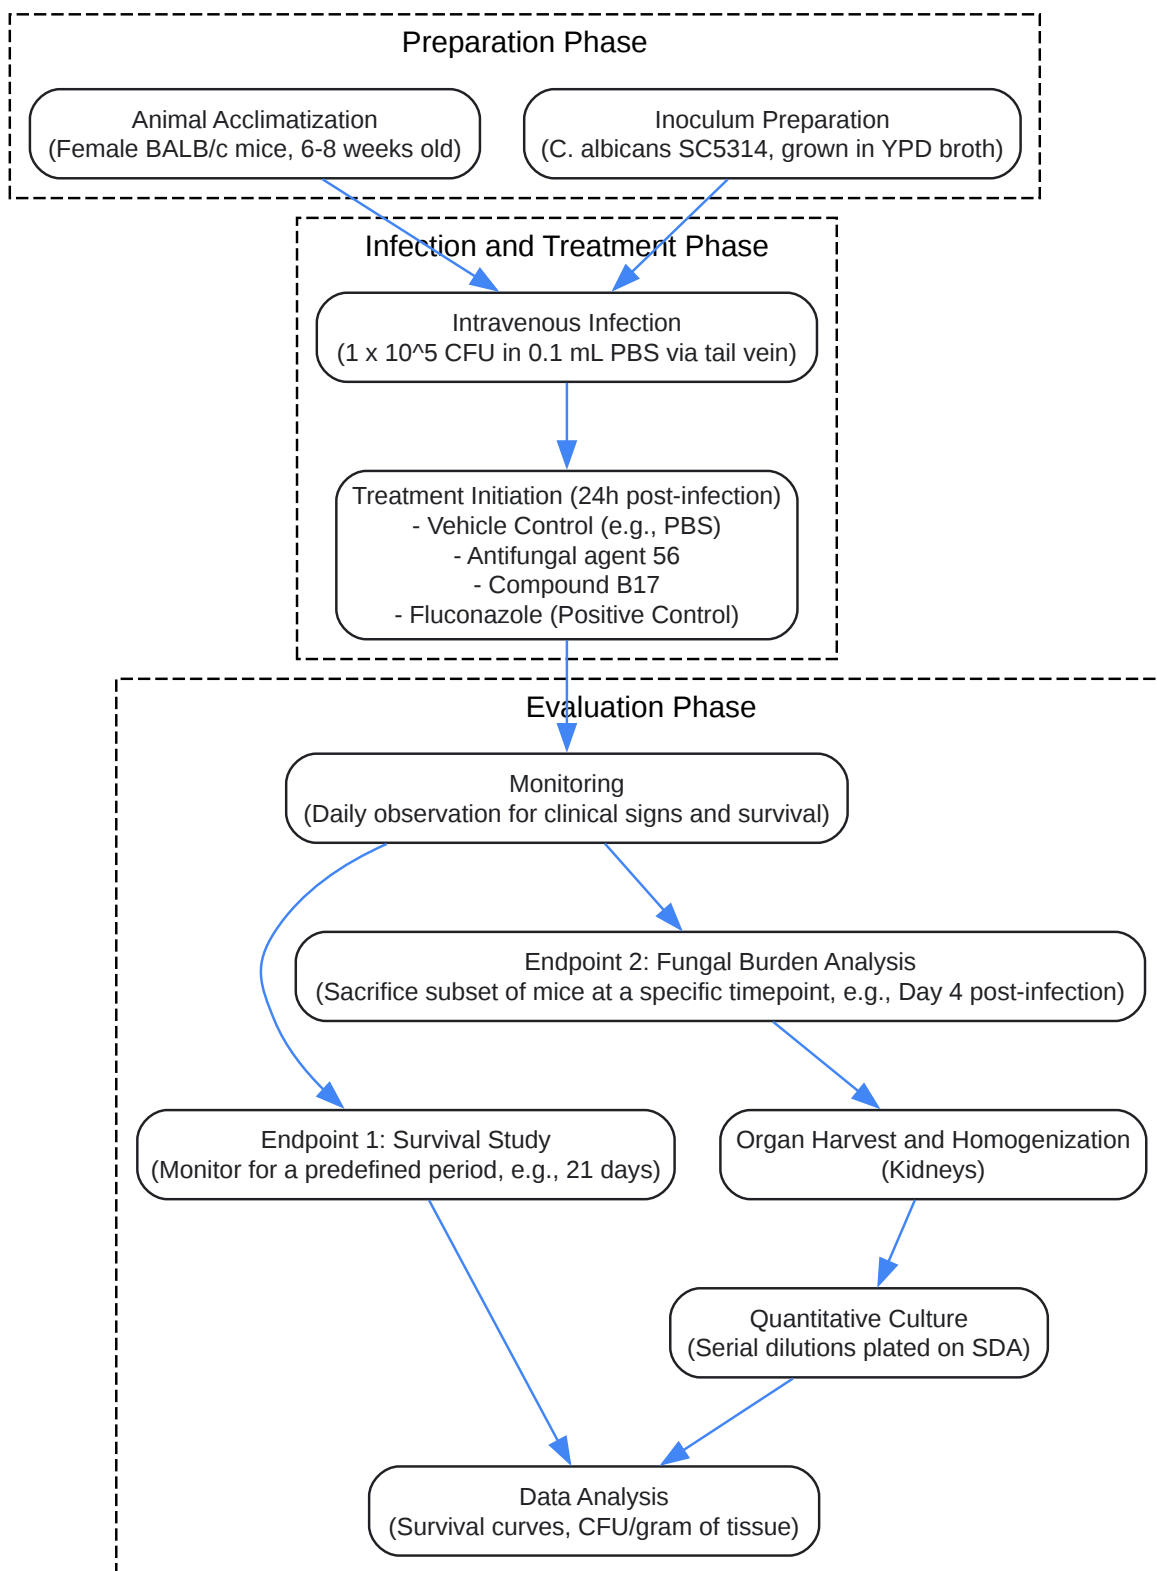 Preparation Phase
Animal Acclimatization
(Female BALB/c mice, 6-8 weeks old)
Inoculum Preparation
(C. albicans SC5314, grown in YPD broth)
Infection and Treatment Phase
Intravenous Infection
(1 x 10^5 CFU in 0.1 mL PBS via tail vein)
Treatment Initiation (24h post-infection)
- Vehicle Control (e.g., PBS)
- Antifungal agent 56
- Compound B17
- Fluconazole (Positive Control)
Evaluation Phase
Monitoring
(Daily observation for clinical signs and survival)
Endpoint 2: Fungal Burden Analysis
(Sacrifice subset of mice at a specific timepoint, e.g., Day 4 post-infection)
Endpoint 1: Survival Study
(Monitor for a predefined period, e.g., 21 days)
Organ Harvest and Homogenization
(Kidneys)
Quantitative Culture
(Serial dilutions plated on SDA)
Data Analysis
(Survival curves, CFU/gram of tissue)